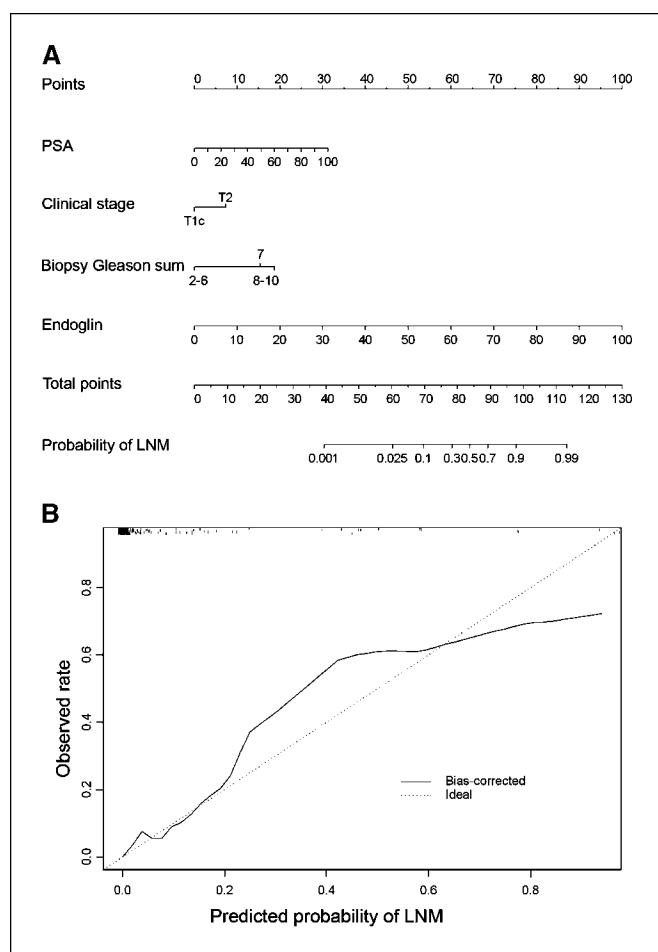 A
Points
0 10 20 30 40 50 60 70 80 90 100
PSA
0 20 40 60 80 100
Clinical stage
T2
T1c
Biopsy Gleason sum
7
2-6 8-10
Endoglin
0 10 20 30 40 50 60 70 80 90 100
Total points
0 10 20 30 40 50 60 70 80 90 100 110 120 130
Probability of LNM
0.001 0.025 0.1 0.30.50.7 0.9 0.99
B
Observed rate
0.8
0.6
0.4
0.2
0.0
Bias-corrected
Ideal
0.0 0.2 0.4 0.6 0.8
Predicted probability of LNM